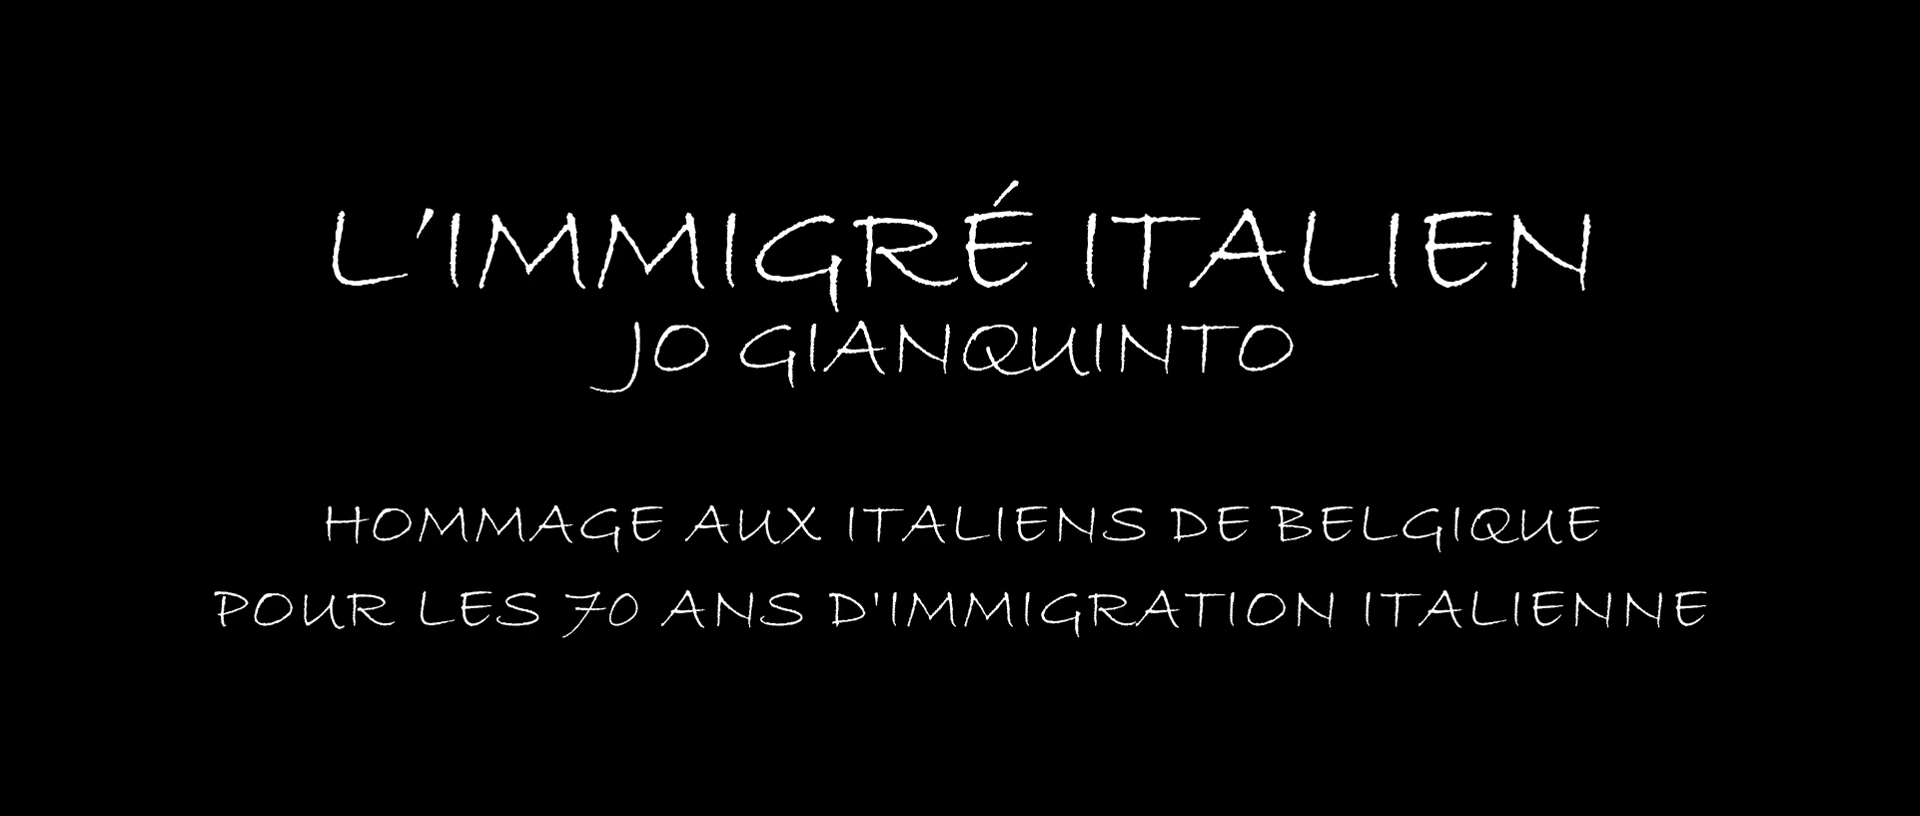 L'IMMIGRÉ ITALIEN
JO GIANQUINTO
HOMMAGE AUX ITALIENS DE BELGIQUE
POUR LES 70 ANS D'IMMIGRATION ITALIENNE